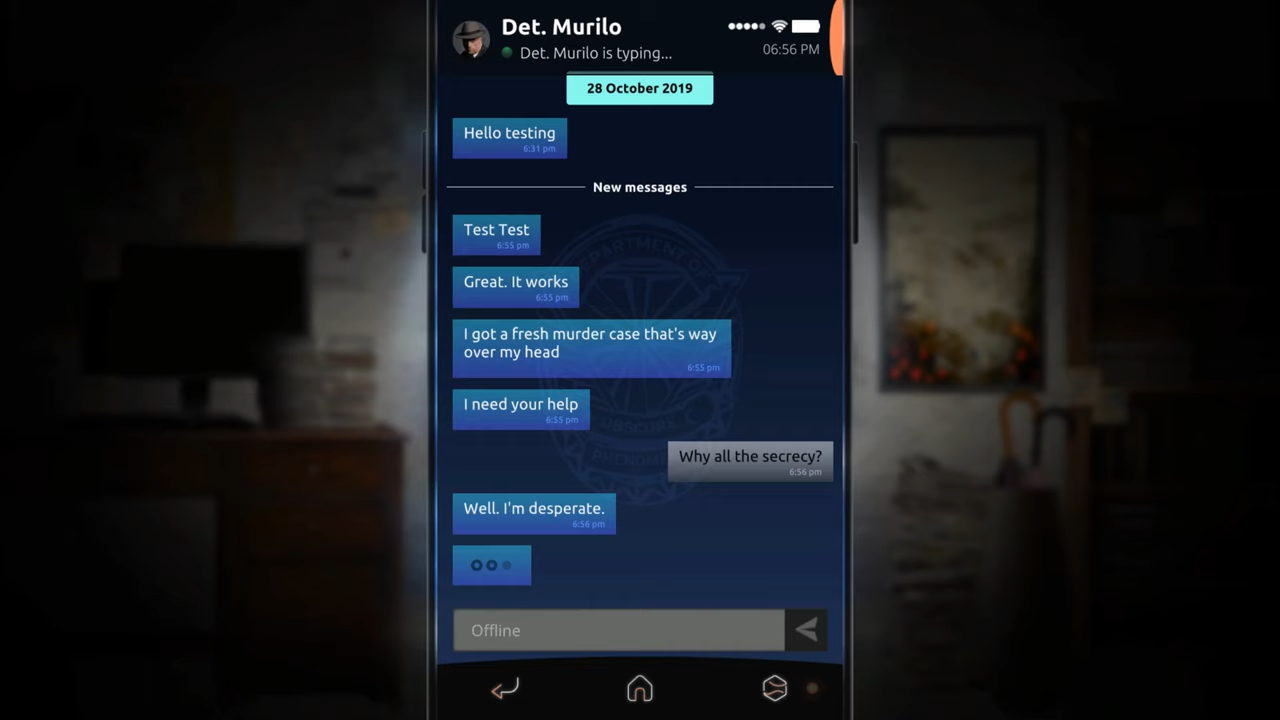 Det. Murilo
Det. Murilo is typing...
06:56 PM
28 October 2019
Hello testing
6:31 pm
New messages
Test Test
6:55 pm
Great. It works
6:55 pm
I got a fresh murder case that's way
over my head
6:55 pm
I need your help
6:55 pm
Why all the secrecy?
6:56 pm
Well. I'm desperate.
6:56 pm
Offline
DEPARTMENT OF